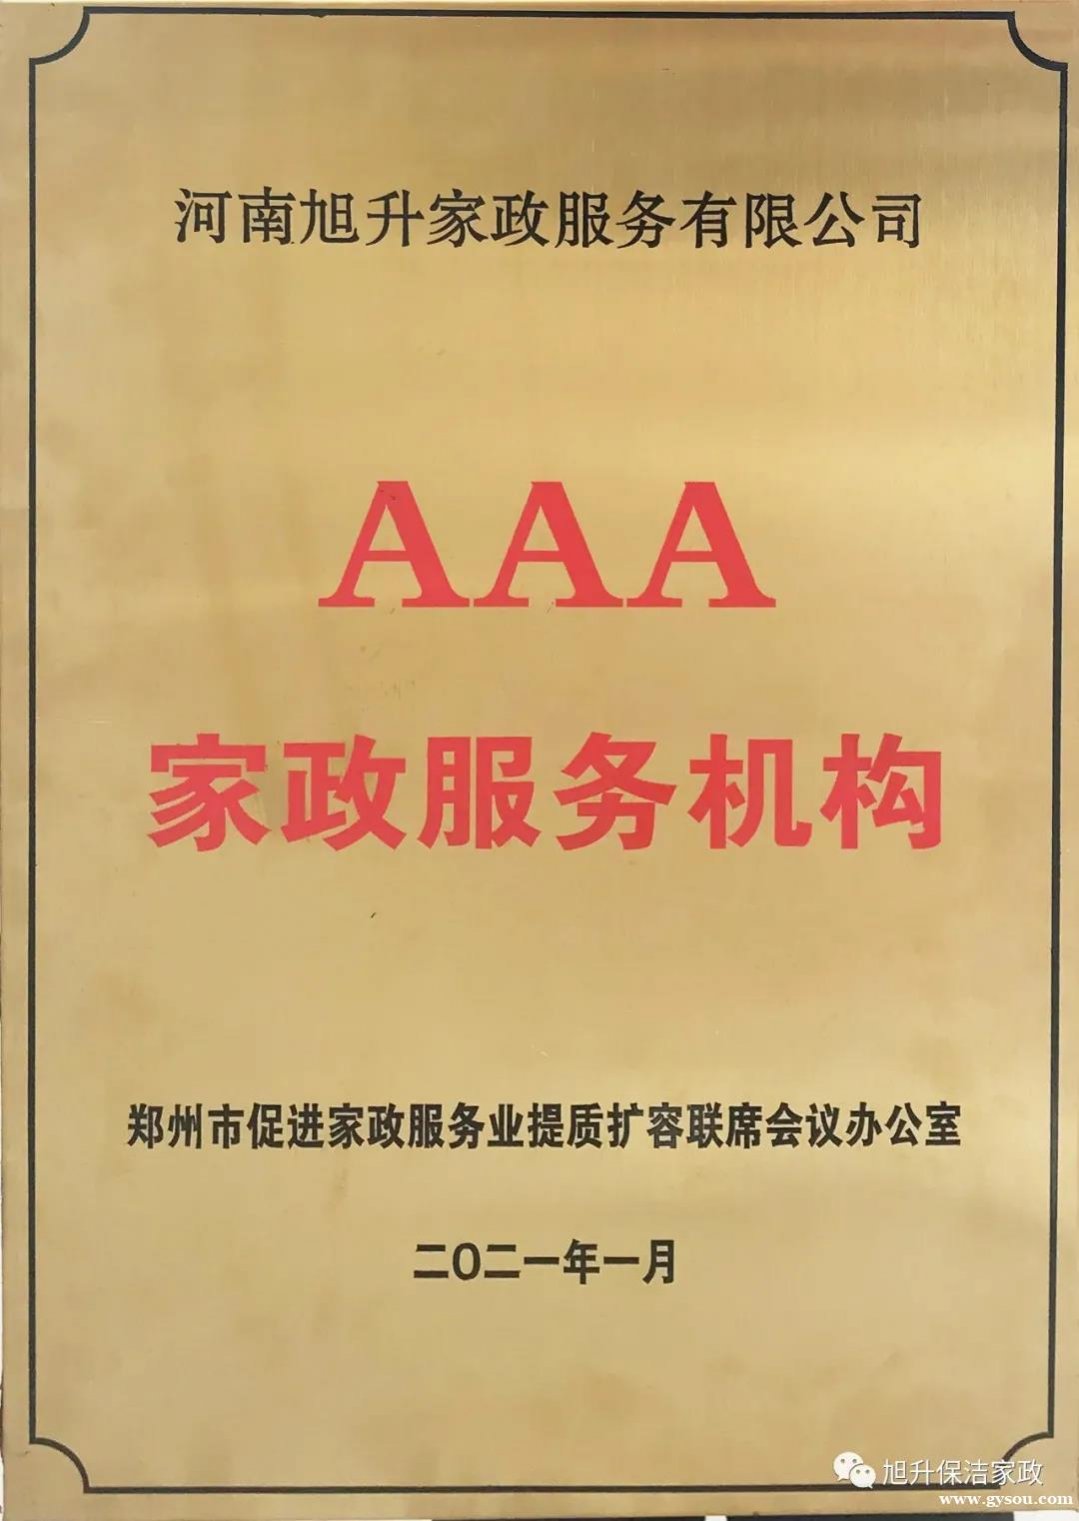 河南旭升家政服务有限公司
AAA
家政服务机构
郑州市促进家政服务业提质扩容联席会议办公室
二〇二一年一月
旭升保洁家政
www.gysou.com